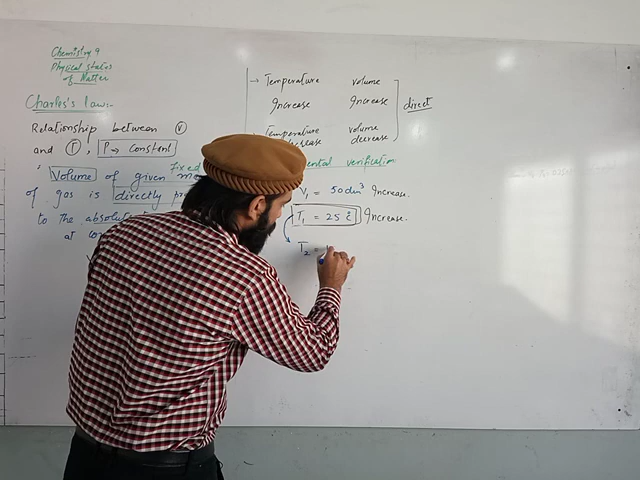 Chemistry 9
Physical states
of Matter
Charles's law:-
Relationship between Ⓥ
and Ⓣ, P → Constant
" Volume of given
fixed
of gas is directly
to the absolute
at
→ Temperature volume
Increase Increase
direct
Temperature volume
decrease
verification
V₁ = 50dm³ Increase.
T₁ = 25 Increase.
T₂ =